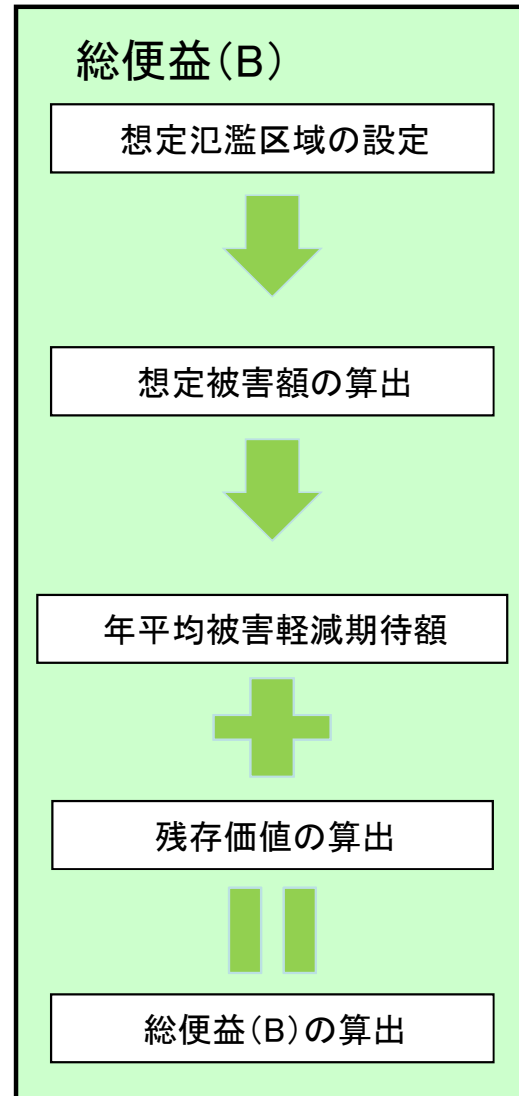 総便益(B)
想定氾濫区域の設定
想定被害額の算出
年平均被害軽減期待額
残存価値の算出
総便益(B)の算出